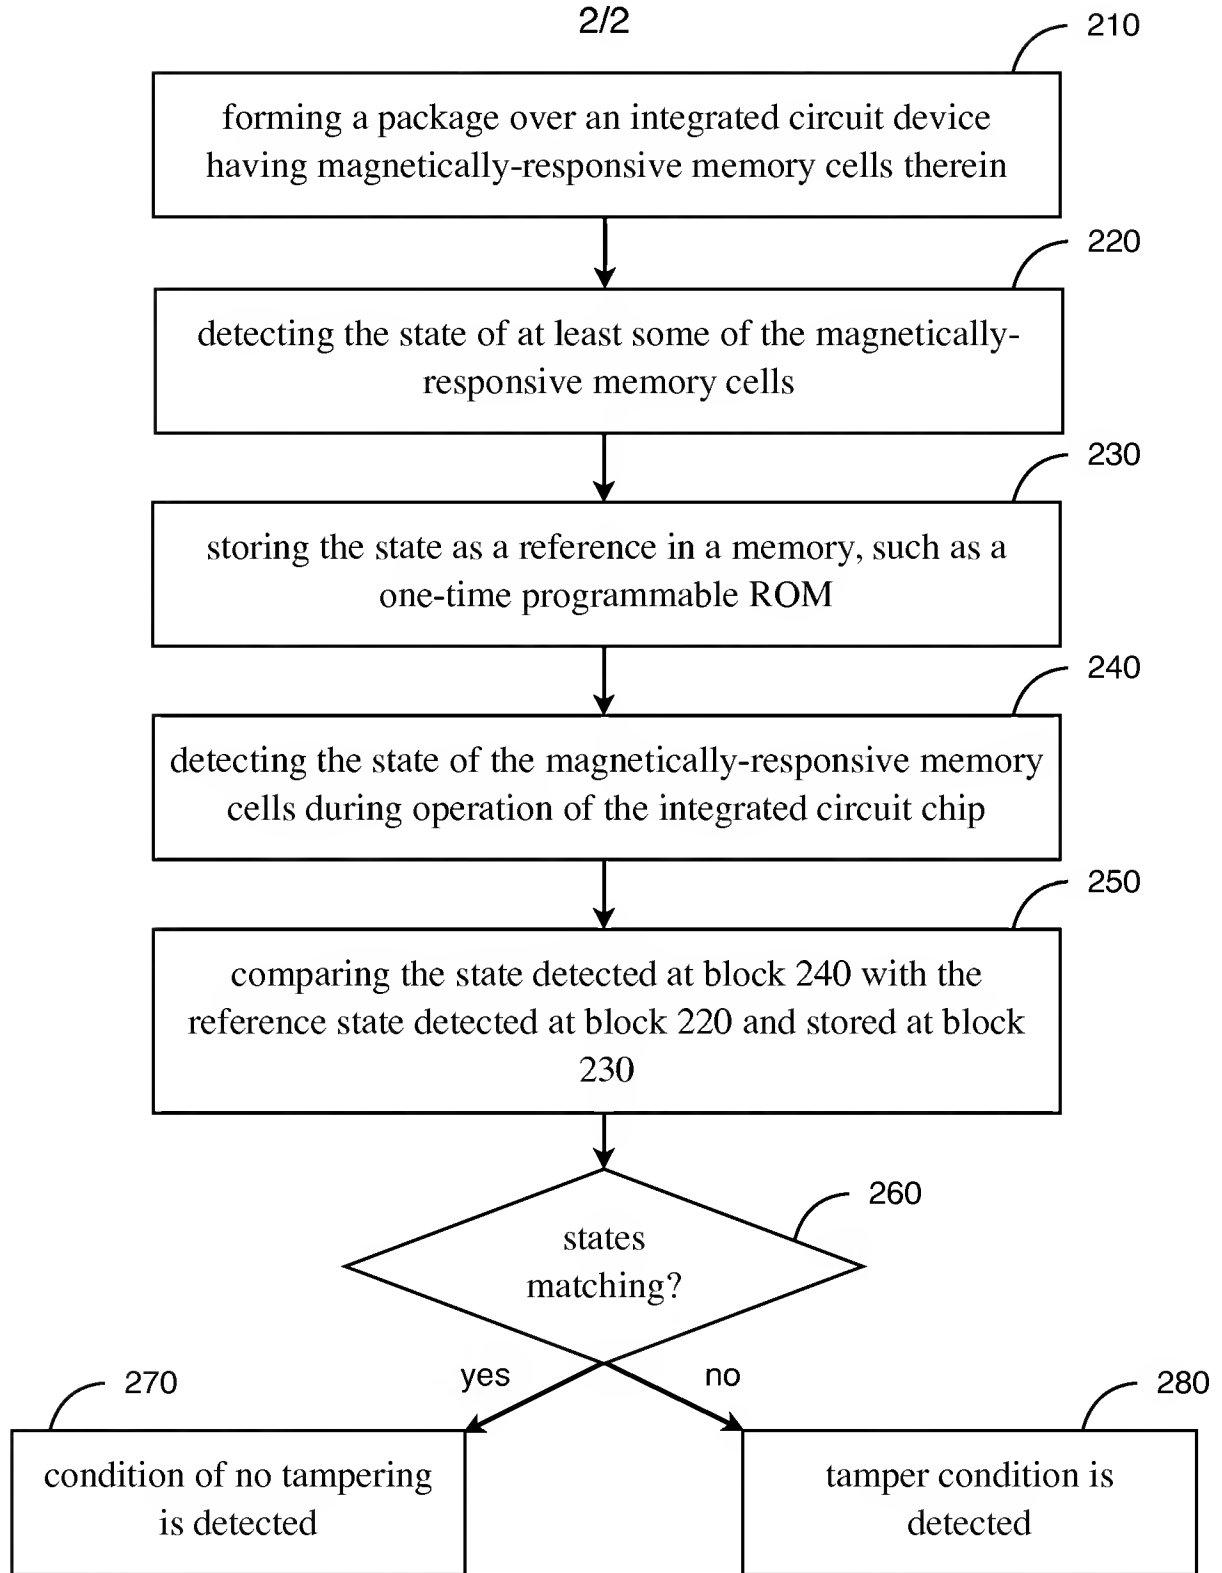 2/2
210
forming a package over an integrated circuit device
having magnetically-responsive memory cells therein
220
detecting the state of at least some of the magnetically-
responsive memory cells
230
storing the state as a reference in a memory, such as a
one-time programmable ROM
240
detecting the state of the magnetically-responsive memory
cells during operation of the integrated circuit chip
250
comparing the state detected at block 240 with the
reference state detected at block 220 and stored at block
230
260
states
matching?
yes
no
270
condition of no tampering
is detected
280
tamper condition is
detected